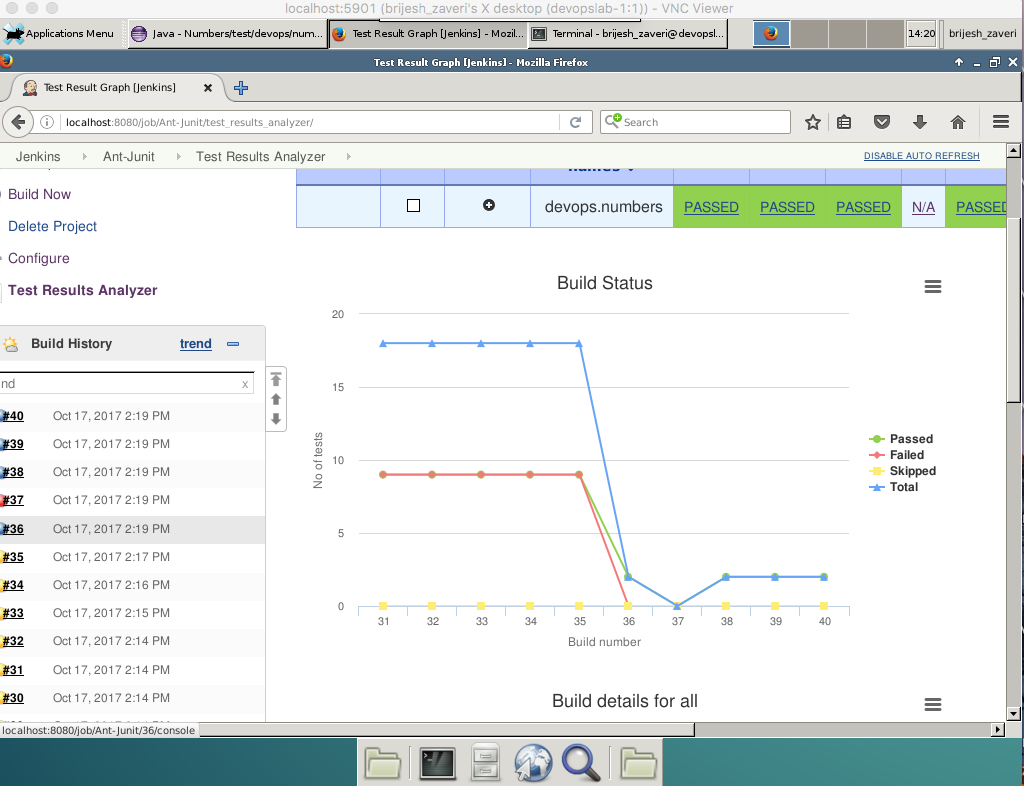 localhost:5901 (brijesh_zaveri's X desktop (devopslab-1:1)) - VNC Viewer
Applications Menu Java - Numbers/test/devops/num... Test Result Graph [Jenkins] - Mozil... Terminal - brijesh_zaveri@devopsl... 14:20 brijesh_zaveri
Test Result Graph [Jenkins] - Mozilla Firefox
Test Result Graph [Jenkins]
localhost:8080/job/Ant-Junit/test_results_analyzer/ Search
Jenkins Ant-Junit Test Results Analyzer DISABLE AUTO REFRESH
Build Now
Delete Project
Configure
Test Results Analyzer
devops.numbers PASSED PASSED PASSED N/A PASSED
Build History trend
nd x
#40 Oct 17, 2017 2:19 PM
#39 Oct 17, 2017 2:19 PM
#38 Oct 17, 2017 2:19 PM
#37 Oct 17, 2017 2:19 PM
#36 Oct 17, 2017 2:19 PM
#35 Oct 17, 2017 2:17 PM
#34 Oct 17, 2017 2:16 PM
#33 Oct 17, 2017 2:15 PM
#32 Oct 17, 2017 2:14 PM
#31 Oct 17, 2017 2:14 PM
#30 Oct 17, 2017 2:14 PM
Build Status
20
15
10
5
0
No of tests
31 32 33 34 35 36 37 38 39 40
Build number
Passed
Failed
Skipped
Total
Build details for all
localhost:8080/job/Ant-Junit/36/console